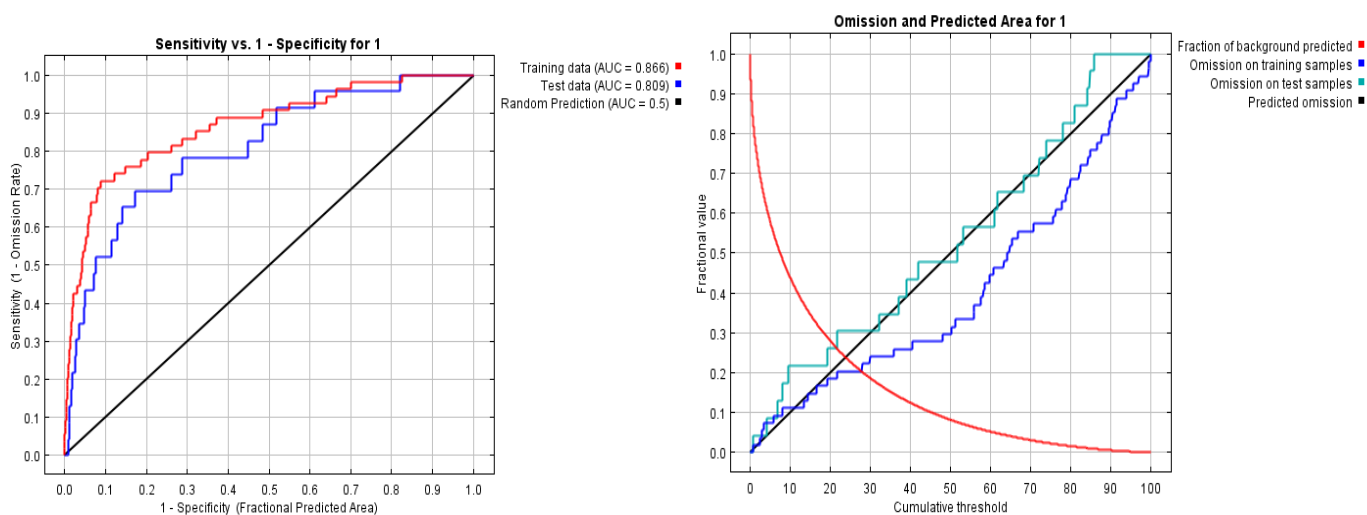 Sensitivity vs. 1 - Specificity for 1
Training data (AUC = 0.866)
Test data (AUC = 0.809)
Random Prediction (AUC = 0.5)
Sensitivity (1 - Omission Rate)
1.0
0.9
0.8
0.7
0.6
0.5
0.4
0.3
0.2
0.1
0.0
0.0 0.1 0.2 0.3 0.4 0.5 0.6 0.7 0.8 0.9 1.0
1 - Specificity (Fractional Predicted Area)
Omission and Predicted Area for 1
Fraction of background predicted
Omission on training samples
Omission on test samples
Predicted omission
Fractional value
1.0
0.9
0.8
0.7
0.6
0.5
0.4
0.3
0.2
0.1
0.0
0 10 20 30 40 50 60 70 80 90 100
Cumulative threshold